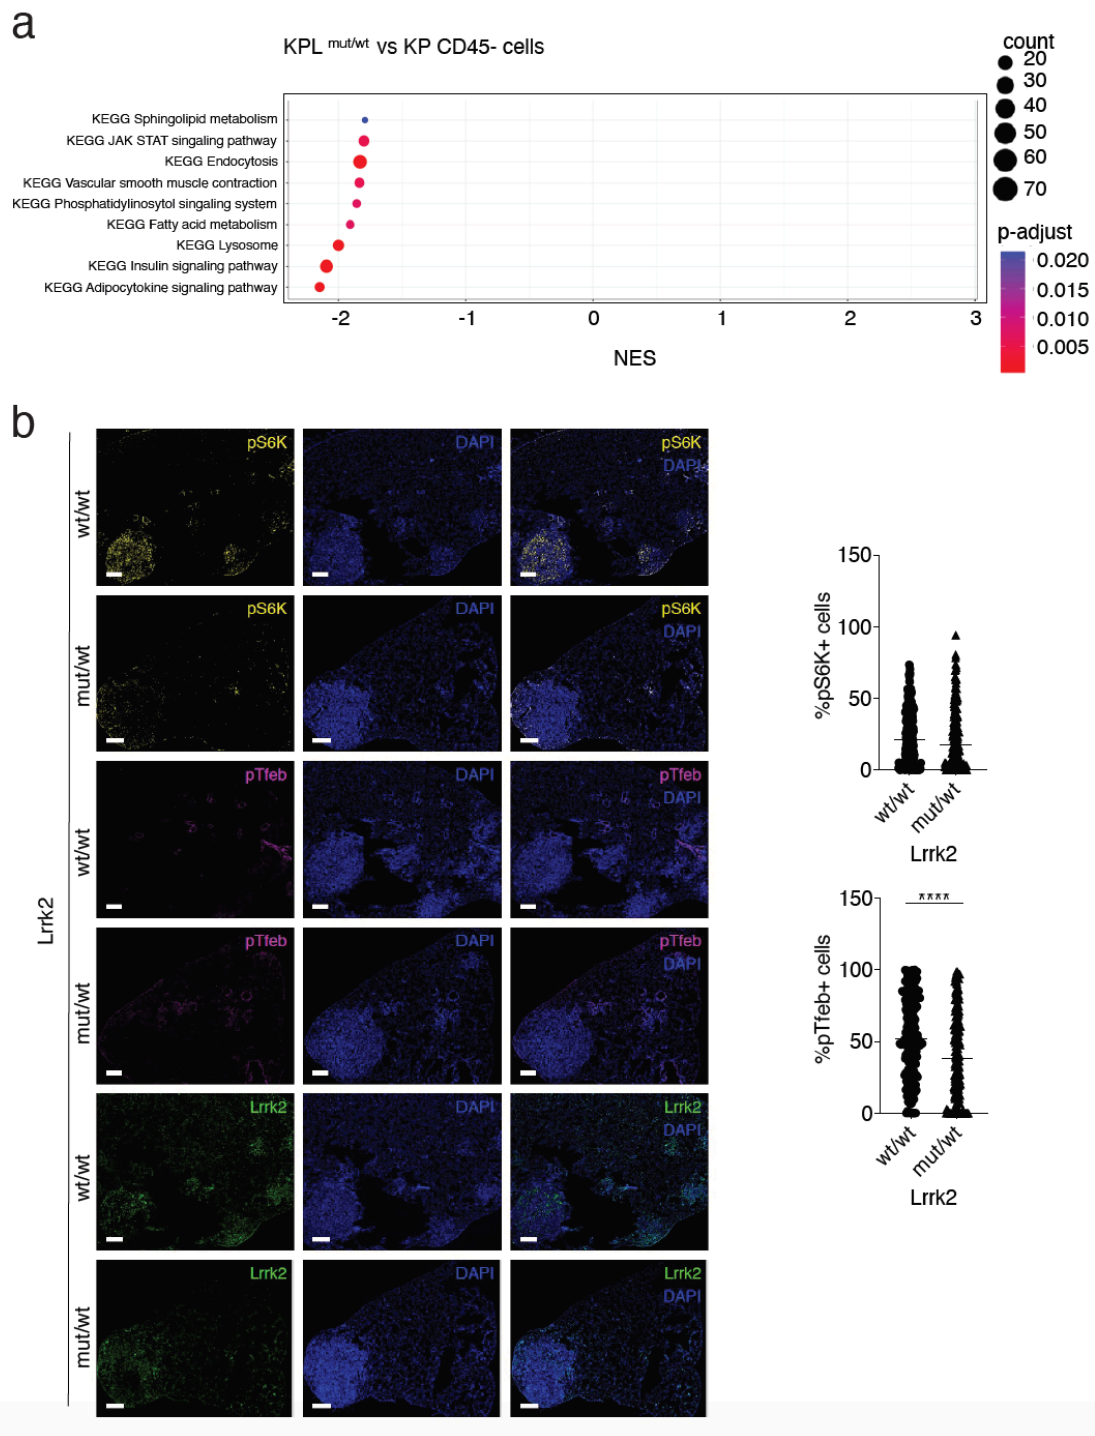 a
KPL mut/wt vs KP CD45- cells
KEGG Sphingolipid metabolism
KEGG JAK STAT singaling pathway
KEGG Endocytosis
KEGG Vascular smooth muscle contraction
KEGG Phosphatidylinosytol singaling system
KEGG Fatty acid metabolism
KEGG Lysosome
KEGG Insulin signaling pathway
KEGG Adipocytokine signaling pathway
-2 -1 0 1 2 3
NES
count
20
30
40
50
60
70
p-adjust
0.020
0.015
0.010
0.005
b
Lrrk2
wt/wt
pS6K
DAPI
pS6K
DAPI
mut/wt
pS6K
DAPI
pS6K
DAPI
wt/wt
pTfeb
DAPI
pTfeb
DAPI
mut/wt
pTfeb
DAPI
pTfeb
DAPI
wt/wt
Lrrk2
DAPI
Lrrk2
DAPI
mut/wt
Lrrk2
DAPI
Lrrk2
DAPI
%pS6K+ cells
150
100
50
0
wt/wt
mut/wt
Lrrk2
%pTfeb+ cells
150
100
50
0
****
wt/wt
mut/wt
Lrrk2